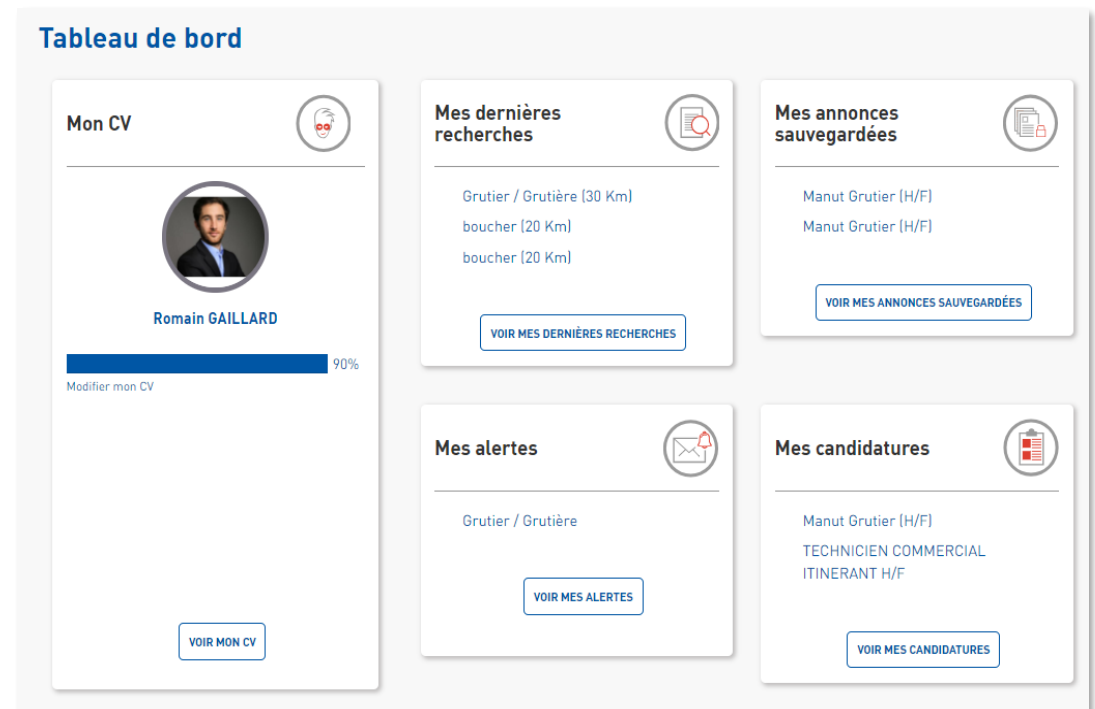 Tableau de bord
Mon CV
Romain GAILLARD
90%
Modifier mon CV
VOIR MON CV
Mes dernières
recherches
Grutier / Grutière (30 Km)
boucher (20 Km)
boucher (20 Km)
VOIR MES DERNIÈRES RECHERCHES
Mes annonces
sauvegardées
Manut Grutier (H/F)
Manut Grutier (H/F)
VOIR MES ANNONCES SAUVEGARDÉES
Mes alertes
Grutier / Grutière
VOIR MES ALERTES
Mes candidatures
Manut Grutier (H/F)
TECHNICIEN COMMERCIAL
ITINERANT H/F
VOIR MES CANDIDATURES